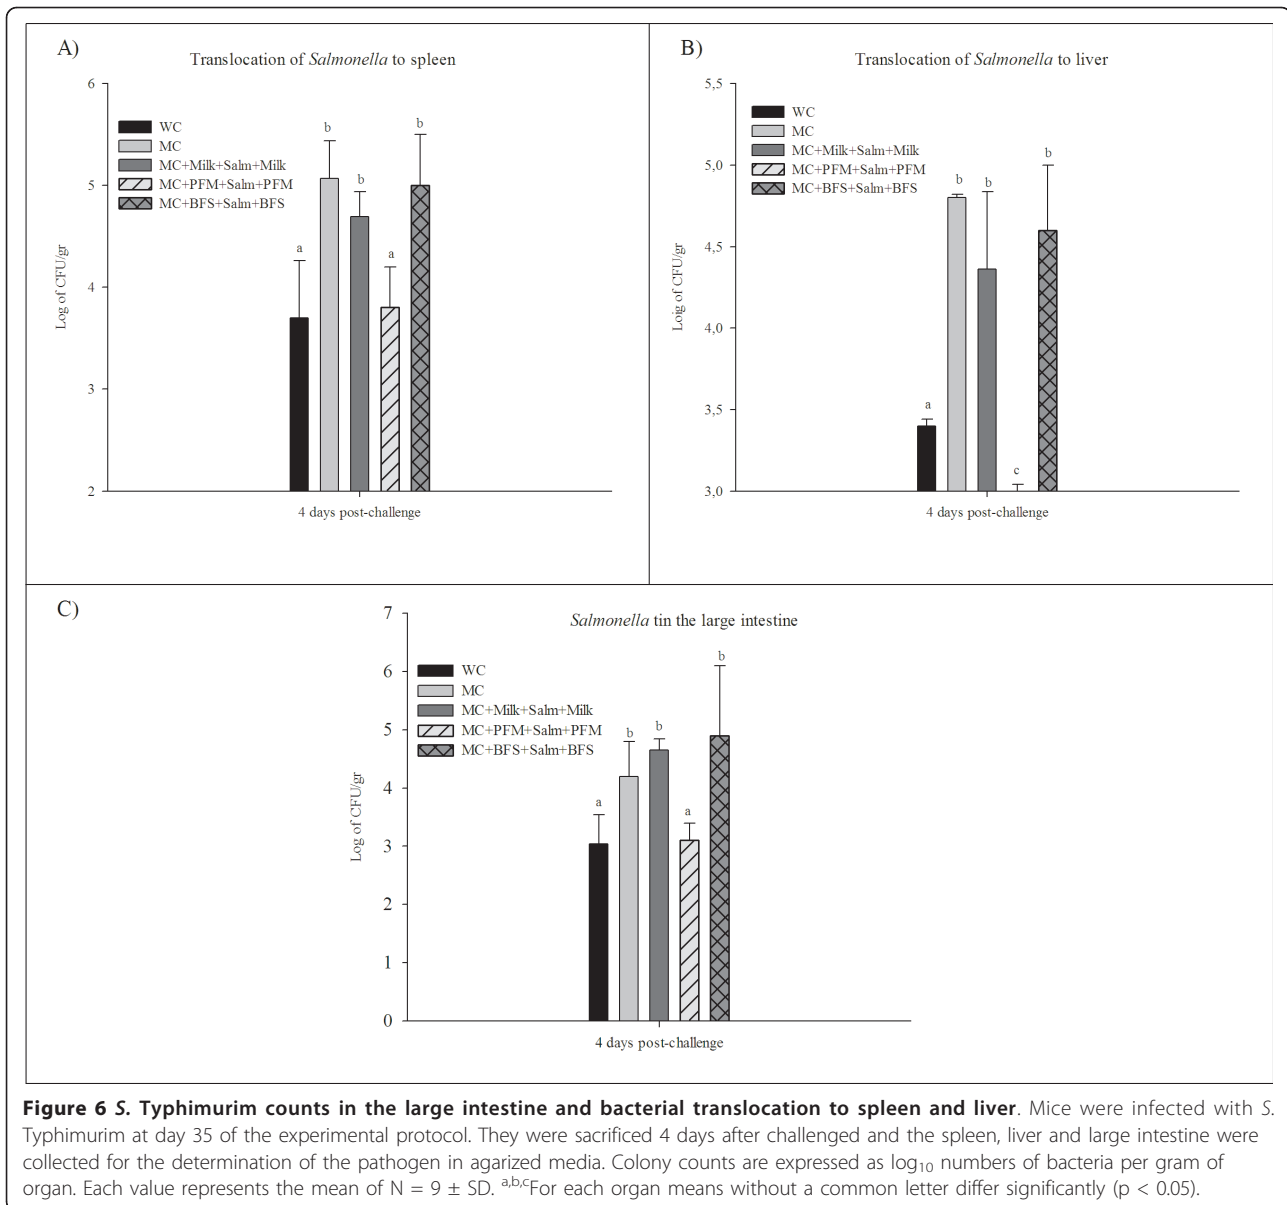 A)
Translocation of Salmonella to spleen
6
5
4
3
2
Log of CFU/gr
WC
MC
MC+Milk+Salm+Milk
MC+PFM+Salm+PFM
MC+BFS+Salm+BFS
a
b
b
a
b
4 days post-challenge
B)
Translocation of Salmonella to liver
5,5
5,0
4,5
4,0
3,5
3,0
Loig of CFU/gr
WC
MC
MC+Milk+Salm+Milk
MC+PFM+Salm+PFM
MC+BFS+Salm+BFS
a
b
b
c
b
4 days post-challenge
C)
Salmonella tin the large intestine
7
6
5
4
3
2
1
0
Log of CFU/gr
WC
MC
MC+Milk+Salm+Milk
MC+PFM+Salm+PFM
MC+BFS+Salm+BFS
a
b
b
a
b
4 days post-challenge
Figure 6 S. Typhimurim counts in the large intestine and bacterial translocation to spleen and liver. Mice were infected with S.
Typhimurim at day 35 of the experimental protocol. They were sacrificed 4 days after challenged and the spleen, liver and large intestine were
collected for the determination of the pathogen in agarized media. Colony counts are expressed as log10 numbers of bacteria per gram of
organ. Each value represents the mean of N = 9 ± SD. a,b,cFor each organ means without a common letter differ significantly (p < 0.05).